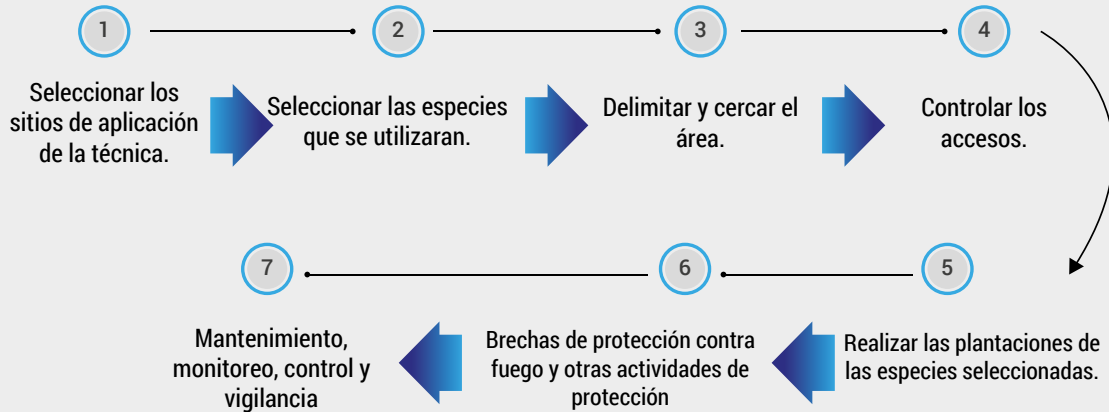 1
Seleccionar los
sitios de aplicación
de la técnica.
2
Seleccionar las especies
que se utilizaran.
3
Delimitar y cercar el
área.
4
Controlar los
accesos.
5
Realizar las plantaciones de
las especies seleccionadas.
6
Brechas de protección contra
fuego y otras actividades de
protección
7
Mantenimiento,
monitoreo, control y
vigilancia